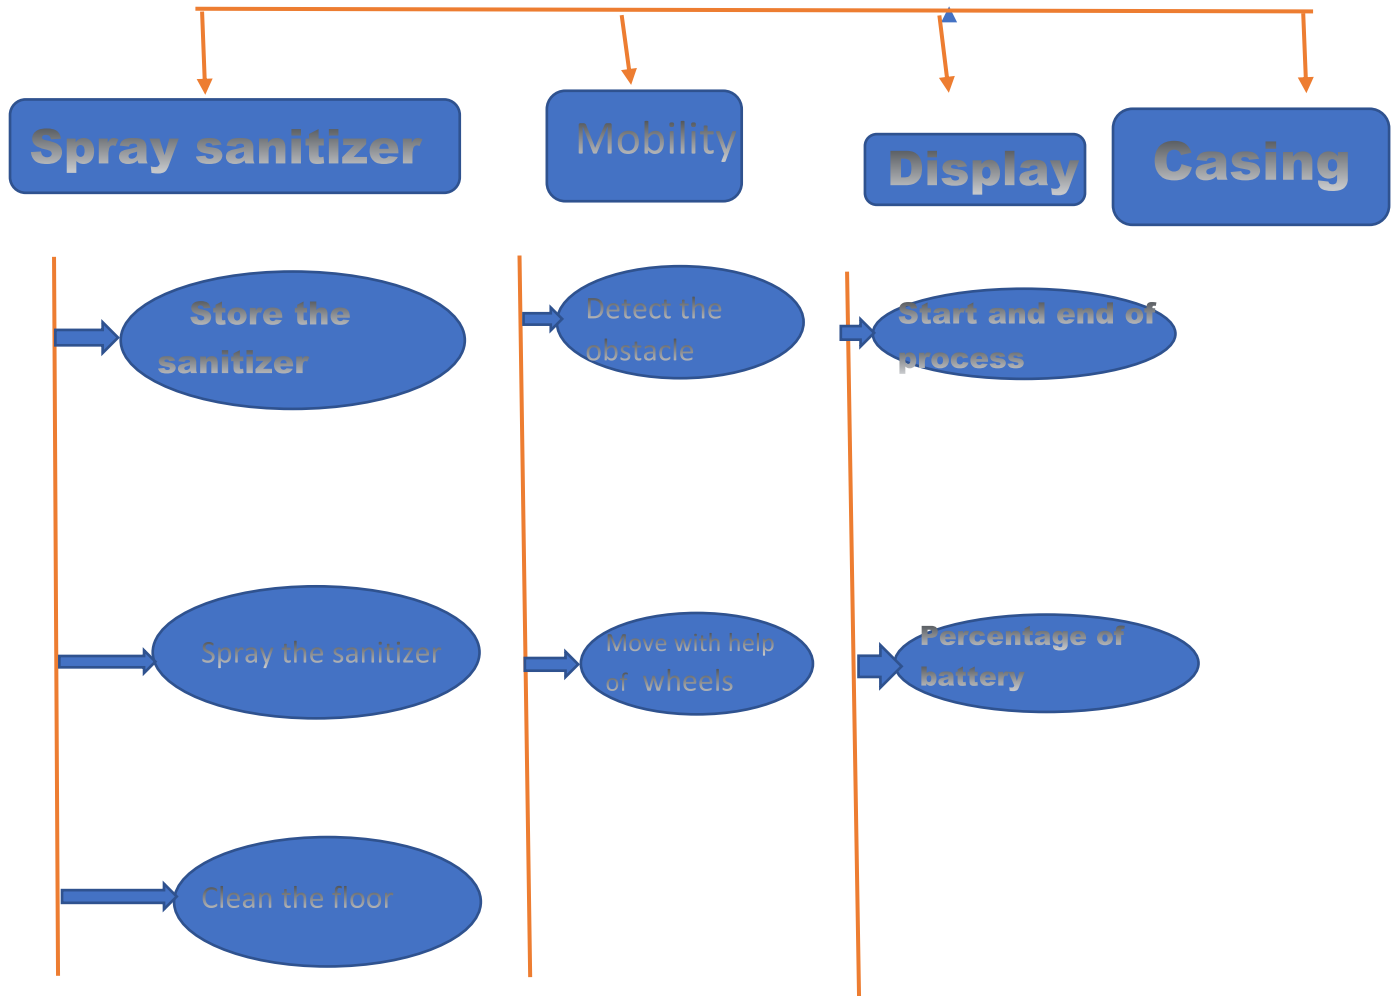 Spray sanitizer
Mobility
Display
Casing
Store the
sanitizer
Spray the sanitizer
Clean the floor
Detect the
obstacle
Move with help
of wheels
Start and end of
process
Percentage of
battery